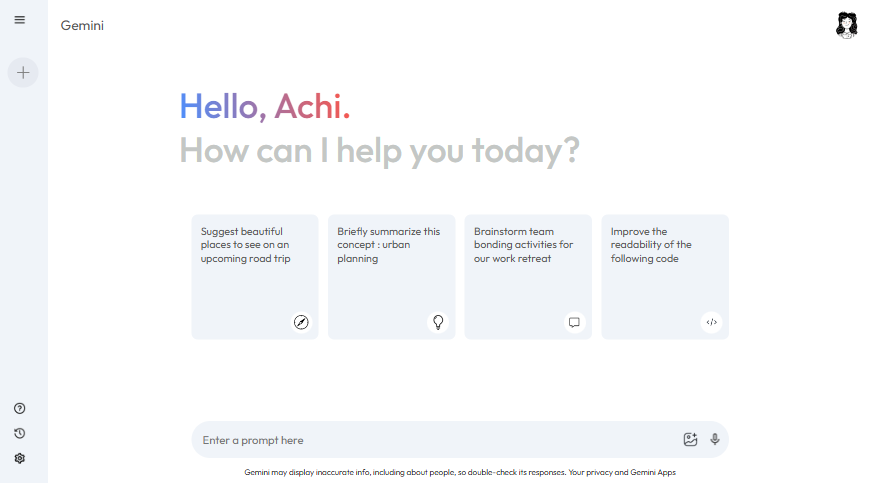 Gemini
Hello, Achi.
How can I help you today?
Suggest beautiful
places to see on an
upcoming road trip
Briefly summarize this
concept : urban
planning
Brainstorm team
bonding activities for
our work retreat
Improve the
readability of the
following code
Enter a prompt here
Gemini may display inaccurate info, including about people, so double-check its responses. Your privacy and Gemini Apps